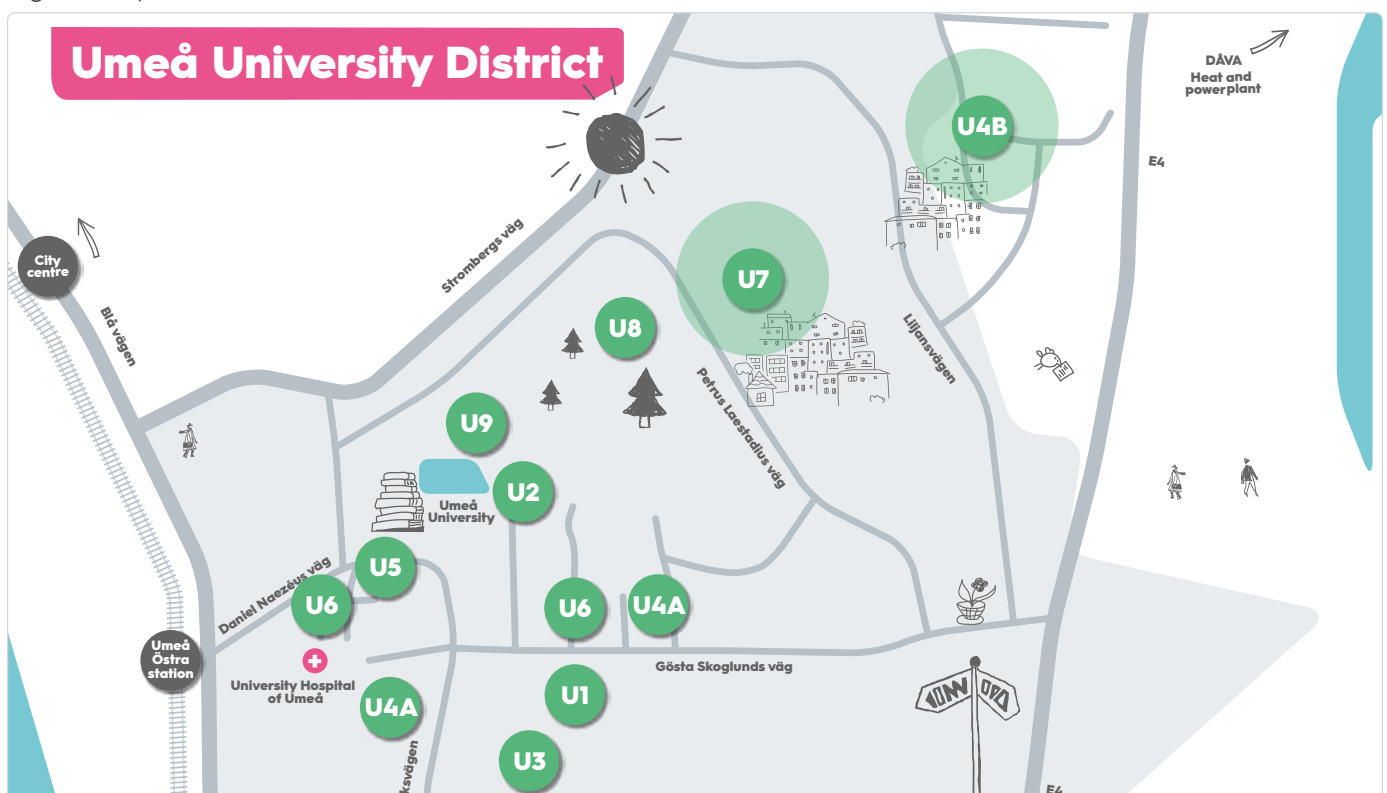 Umeå University District
DÅVA
Heat and
powerplant
U4B
E4
City
centre
Strombergs väg
U7
Blå vägen
U8
Liljansvägen
Petrus Laestadius väg
U9
U2
Umeå
University
U5
Daniel Naezéus väg
U6
U6
U4A
Umeå
Östra
station
Gösta Skoglunds väg
University Hospital
of Umeå
U4A
U1
ksvägen
U3
E4